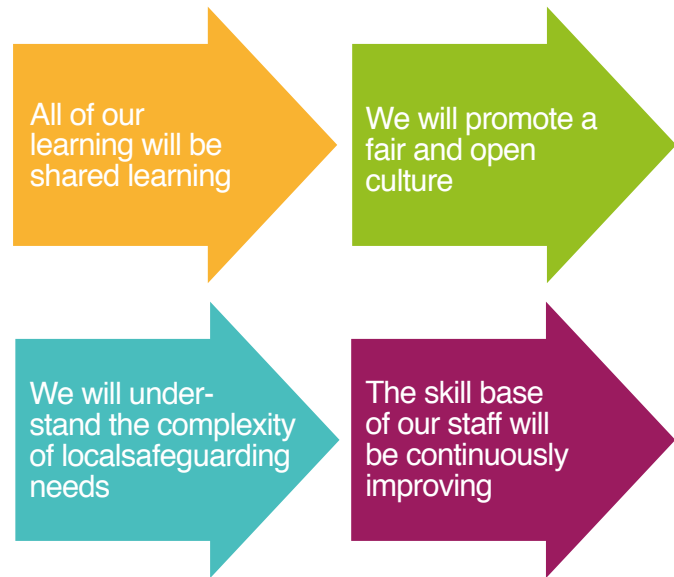 All of our
learning will be
shared learning
We will promote a
fair and open
culture
We will under-
stand the complexity
of localsafeguarding
needs
The skill base
of our staff will
be continuously
improving